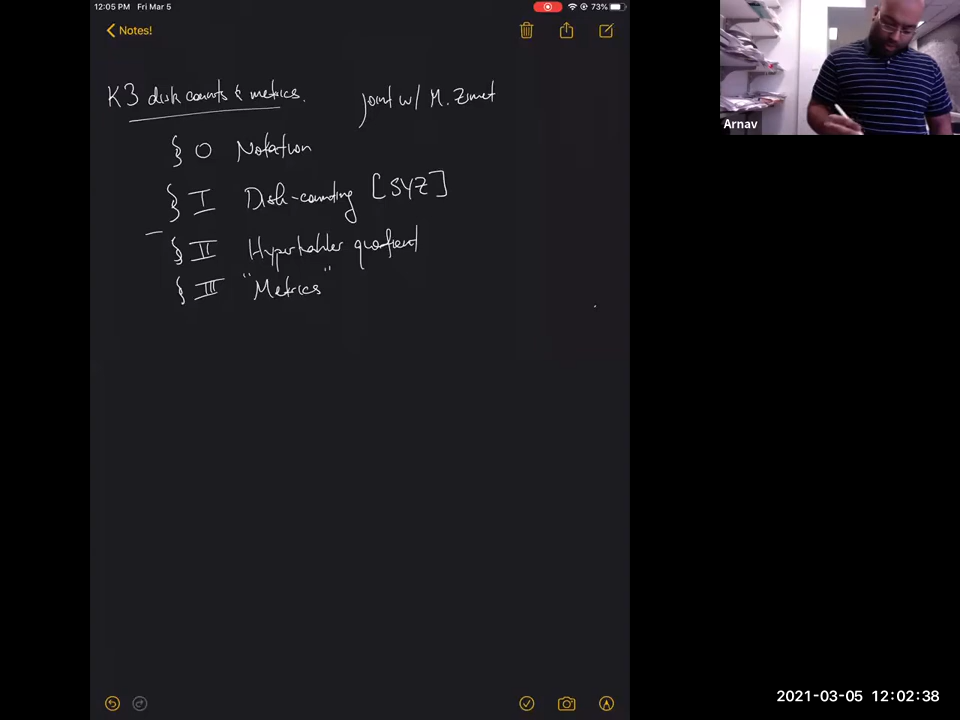 12:05 PM Fri Mar 5
73%
Notes!
K3 disk counts & metrics. joint w/ M. Zimet
§ 0 Notation
§ I Disk-counting [SYZ]
§ II Hyperkahler quotient
§ III "Metrics"
Arnav
2021-03-05 12:02:38